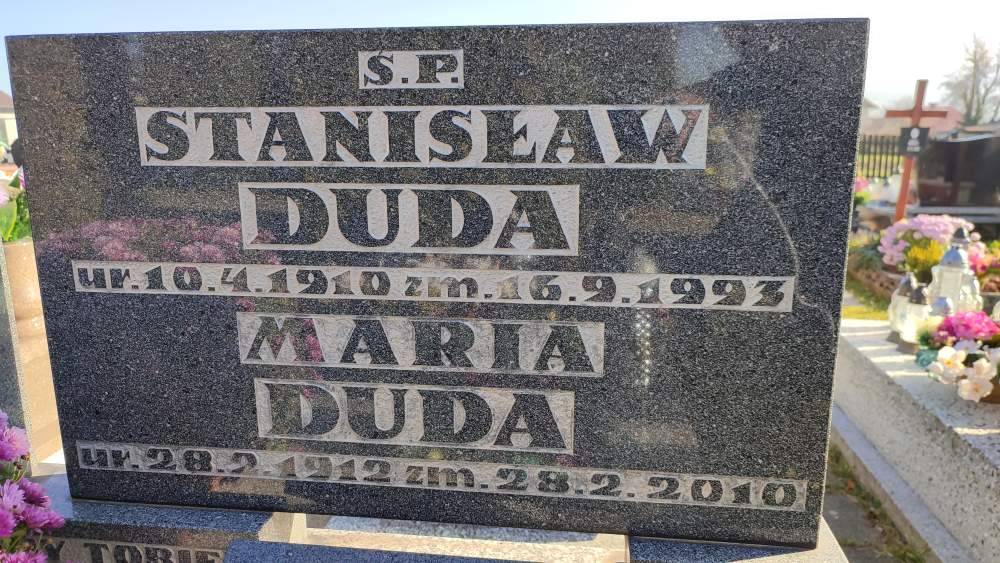 Ś.P.
STANISŁAW
DUDA
ur.10.4.1910 zm.16.9.1993
MARIA
DUDA
ur.28.2.1912 zm.28.2.2010
Y TOBIE